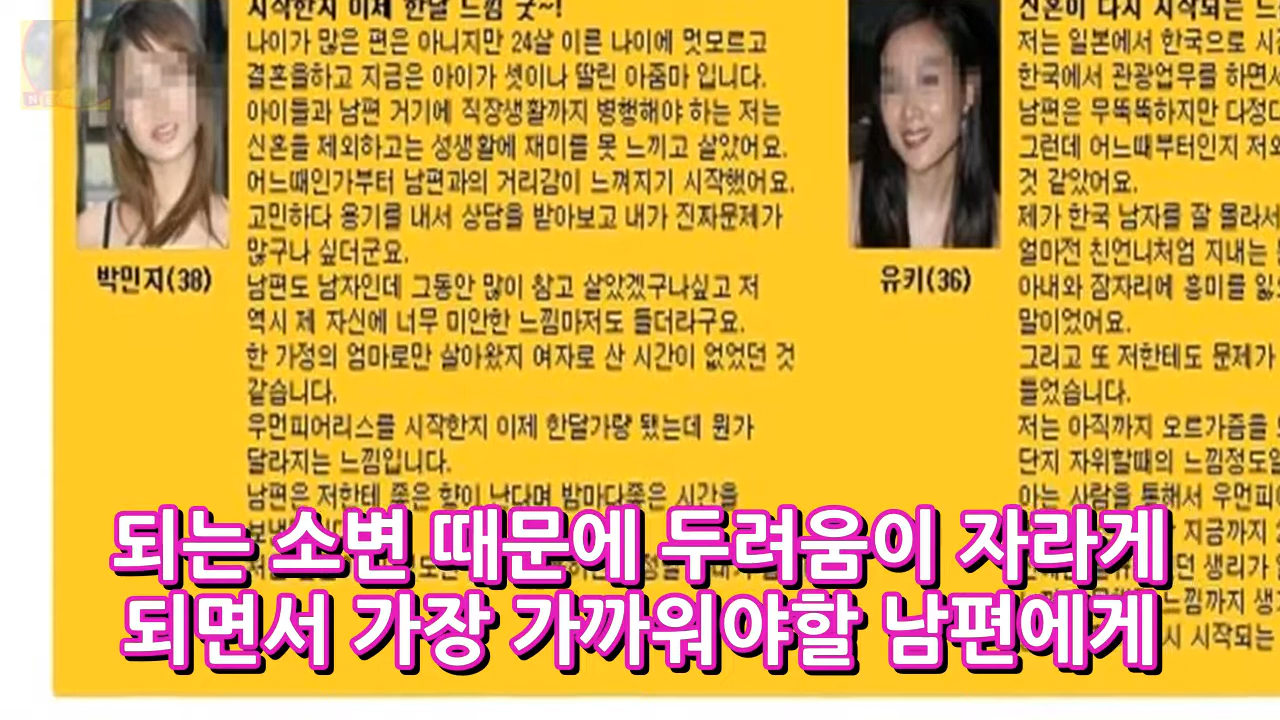 시작한지 이제 한달 느낌 굿~!
나이가 많은 편은 아니지만 24살 이른 나이에 멋모르고
결혼을하고 지금은 아이가 셋이나 딸린 아줌마 입니다.
아이들과 남편 거기에 직장생활까지 병행해야 하는 저는
신혼을 제외하고는 성생활에 재미를 못 느끼고 살았어요.
어느때인가부터 남편과의 거리감이 느껴지기 시작했어요.
고민하다 용기를 내서 상담을 받아보고 내가 진짜문제가
많구나 싶더군요.
남편도 남자인데 그동안 많이 참고 살았겠구나싶고 저
역시 제 자신에 너무 미안한 느낌마저도 들더라구요.
한 가정의 엄마로만 살아왔지 여자로 산 시간이 없었던 것
같습니다.
우먼피어리스를 시작한지 이제 한달가량 됐는데 뭔가
달라지는 느낌입니다.
남편은 저한테 좋은 향이 난다며 밤마다좋은 시간을
박민지(38)
신혼이 다시 시작되는
저는 일본에서 한국으로
한국에서 관광업무를 하면서
남편은 무뚝뚝하지만
그런데 어느때부터인지
것 같았어요.
제가 한국 남자를 잘
얼마전 친언니처럼 지내는
아내와 잠자리에 흥미를
말이었어요.
그리고 또 저한테도 문제가
들었습니다.
저는 아직까지 오르가즘을
단지 자위할때의
아는 사람을 통해서
지금까지
던 생리가
느낌까지
시작되는
유키(36)
되는 소변 때문에 두려움이 자라게
되면서 가장 가까워야할 남편에게